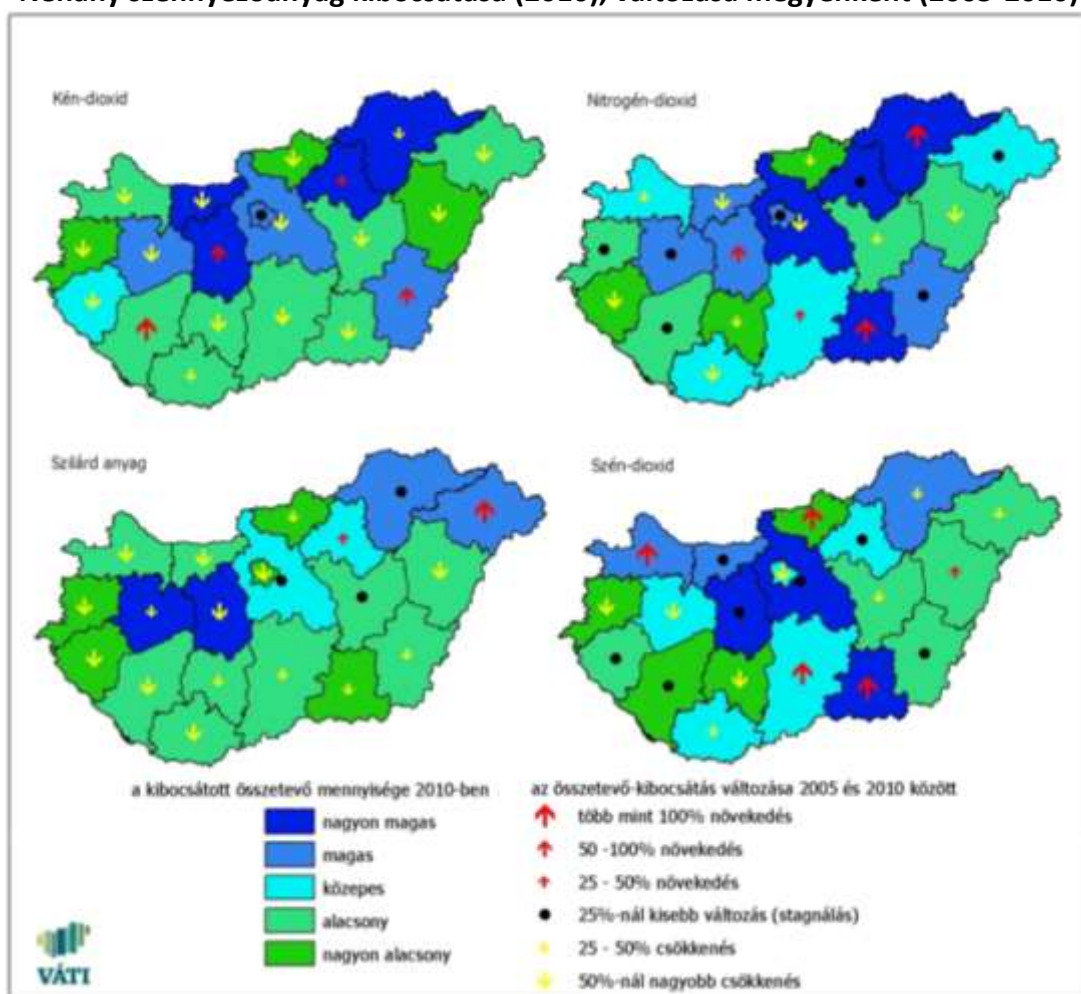 Néhány szennyezőanyag kibocsátása (2010), változása megyénként (2005-2010)
Kén-dioxid
Nitrogén-dioxid
Szilárd anyag
Szén-dioxid
a kibocsátott összetevő mennyisége 2010-ben
nagyon magas
magas
közepes
alacsony
nagyon alacsony
az összetevő-kibocsátás változása 2005 és 2010 között
több mint 100% növekedés
50 -100% növekedés
25 - 50% növekedés
25%-nál kisebb változás (stagnálás)
25 - 50% csökkenés
50%-nál nagyobb csökkenés
VÁTI